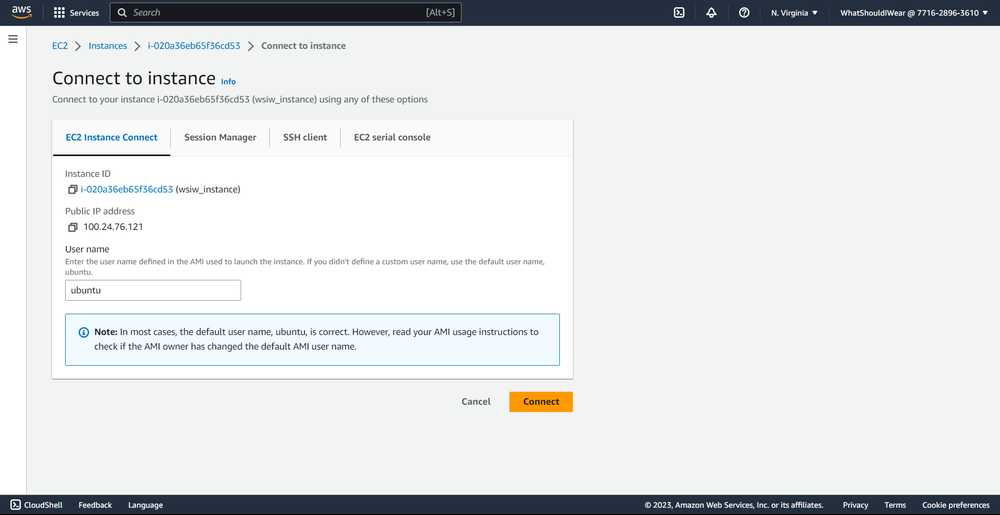 aws
Services
Search [Alt+S]
N. Virginia
WhatShouldIWear @ 7716-2896-3610
EC2 Instances i-020a36eb65f36cd53 Connect to instance
Connect to instance Info
Connect to your instance i-020a36eb65f36cd53 (wsiw_instance) using any of these options
EC2 Instance Connect Session Manager SSH client EC2 serial console
Instance ID
i-020a36eb65f36cd53 (wsiw_instance)
Public IP address
100.24.76.121
User name
Enter the user name defined in the AMI used to launch the instance. If you didn't define a custom user name, use the default user name,
ubuntu.
ubuntu
Note: In most cases, the default user name, ubuntu, is correct. However, read your AMI usage instructions to
check if the AMI owner has changed the default AMI user name.
Cancel Connect
CloudShell Feedback Language © 2023, Amazon Web Services, Inc. or its affiliates. Privacy Terms Cookie preferences